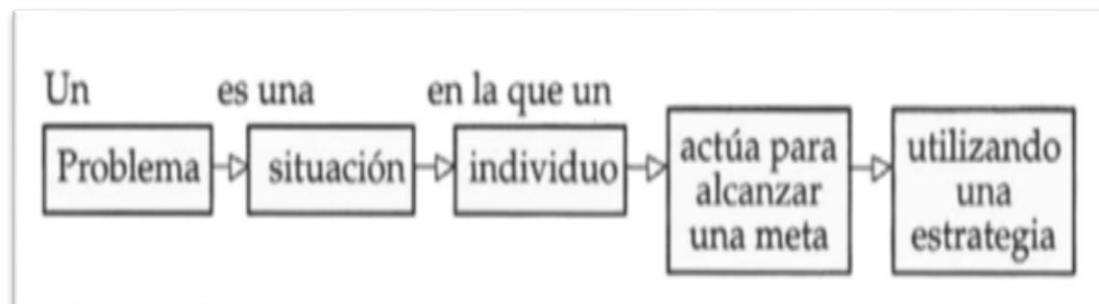 Un
Problema
es una
situación
en la que un
individuo
actúa para
alcanzar
una meta
utilizando
una
estrategia